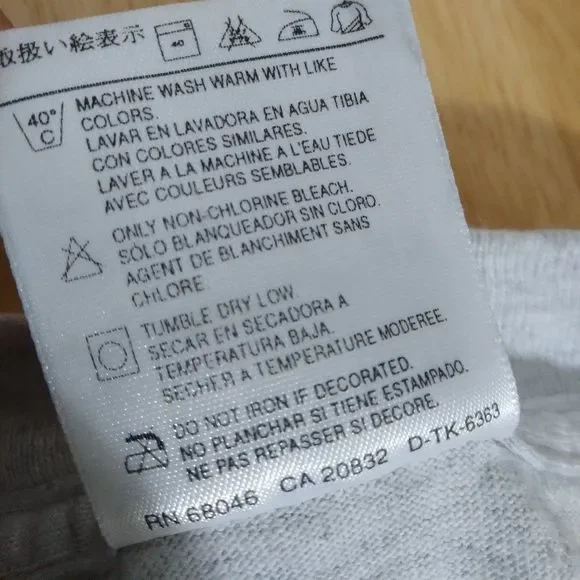 取扱い絵表示
40
40°
C
MACHINE WASH WARM WITH LIKE
COLORS.
LAVAR EN LAVADORA EN AGUA TIBIA
CON COLORES SIMILARES.
LAVER A LA MACHINE A L'EAU TIEDE
AVEC COULEURS SEMBLABLES.
ONLY NON-CHLORINE BLEACH.
SÓLO BLANQUEADOR SIN CLORO.
AGENT DE BLANCHIMENT SANS
CHLORE
TUMBLE DRY LOW.
SECAR EN SECADORA A
TEMPERATURA BAJA.
SECHER A TEMPERATURE MODEREE.
DO NOT IRON IF DECORATED.
NO PLANCHAR SI TIENE ESTAMPADO.
NE PAS REPASSER SI DECORE.
RN 68046 CA 20832 D-TK-6363